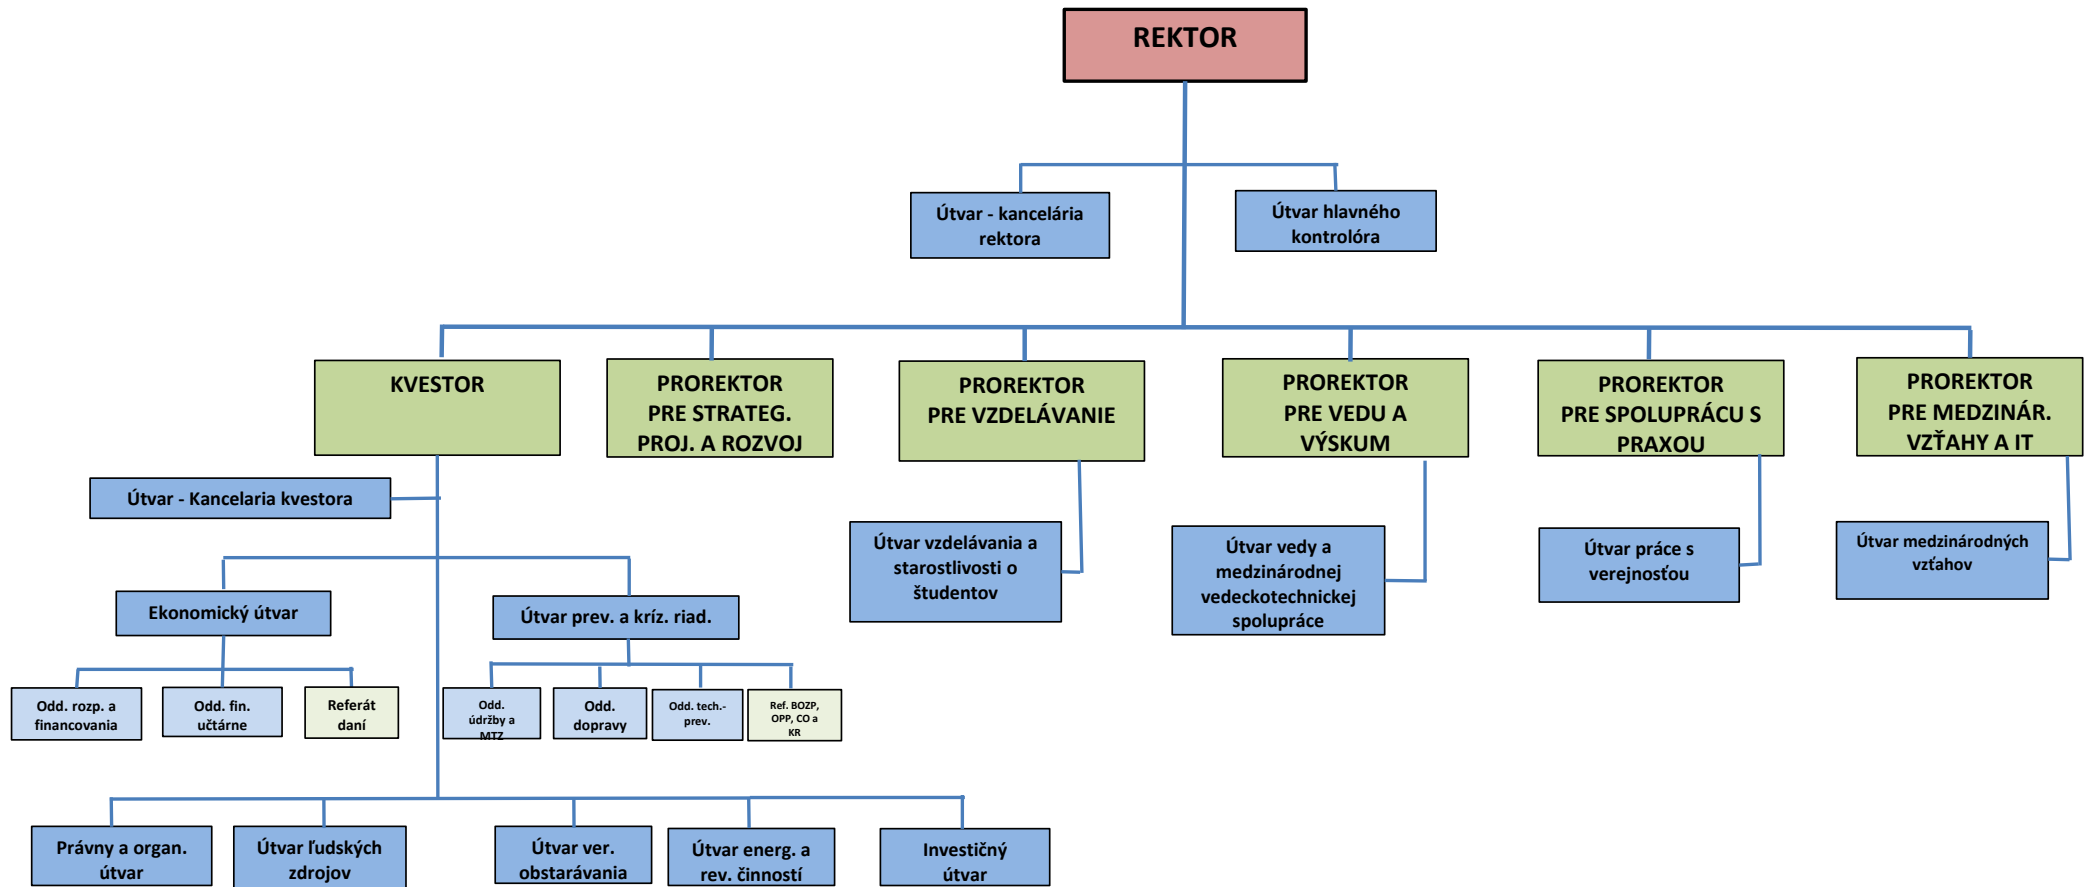 REKTOR
Útvar - kancelária
rektora
Útvar hlavného
kontrolóra
KVESTOR
PROREKTOR
PRE STRATEG.
PROJ. A ROZVOJ
PROREKTOR
PRE VZDELÁVANIE
PROREKTOR
PRE VEDU A
VÝSKUM
PROREKTOR
PRE SPOLUPRÁCU S
PRAXOU
PROREKTOR
PRE MEDZINÁR.
VZŤAHY A IT
Útvar - Kancelaria kvestora
Útvar vzdelávania a
starostlivosti o
študentov
Útvar vedy a
medzinárodnej
vedeckotechnickej
spolupráce
Útvar práce s
verejnosťou
Útvar medzinárodných
vzťahov
Ekonomický útvar
Útvar prev. a kríz. riad.
Odd. rozp. a
financovania
Odd. fin.
učtárne
Referát
daní
Odd.
údržby a
MTZ
Odd.
dopravy
Odd. tech.-
prev.
Ref. BOZP,
OPP, CO a
KR
Právny a organ.
útvar
Útvar ľudských
zdrojov
Útvar ver.
obstarávania
Útvar energ. a
rev. činností
Investičný
útvar